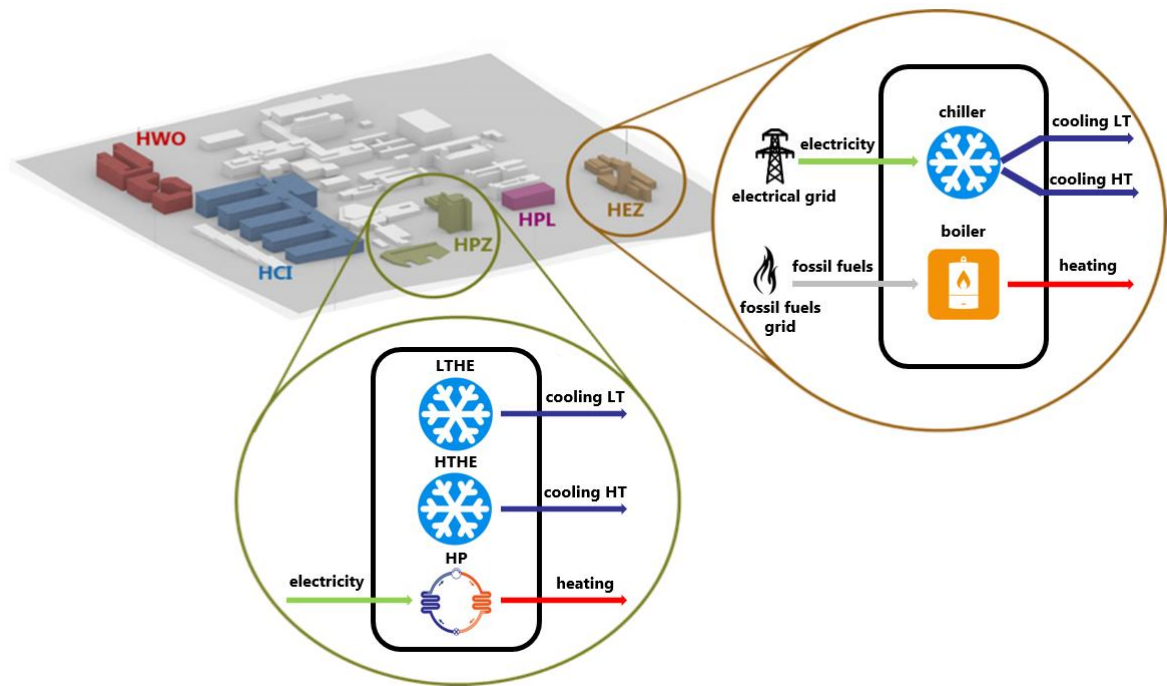 HWO
HCI
HPZ
HPL
HEZ
chiller
cooling LT
electricity
cooling HT
electrical grid
boiler
fossil fuels
heating
fossil fuels
grid
LTHE
cooling LT
HTHE
cooling HT
HP
electricity
heating